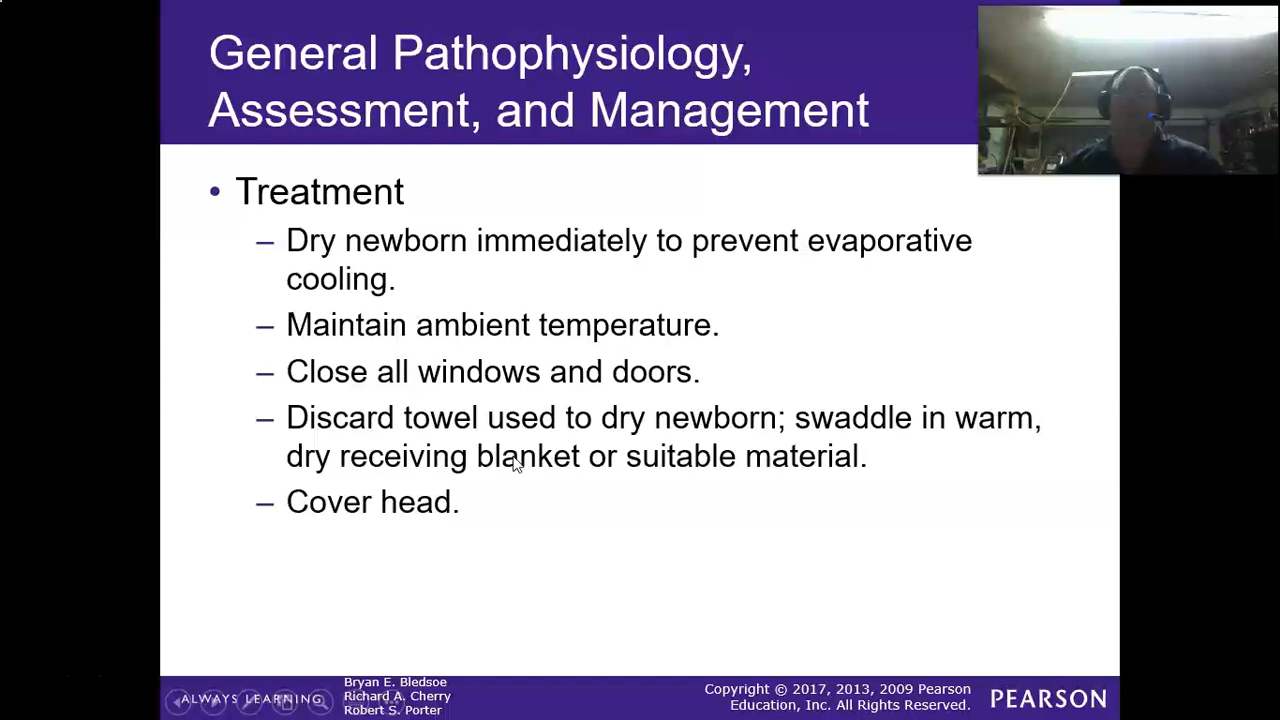 General Pathophysiology,
Assessment, and Management
• Treatment
– Dry newborn immediately to prevent evaporative
cooling.
– Maintain ambient temperature.
– Close all windows and doors.
– Discard towel used to dry newborn; swaddle in warm,
dry receiving blanket or suitable material.
– Cover head.
ALWAYS LEARNING
Bryan E. Bledsoe
Richard A. Cherry
Robert S. Porter
Copyright © 2017, 2013, 2009 Pearson
Education, Inc. All Rights Reserved.
PEARSON